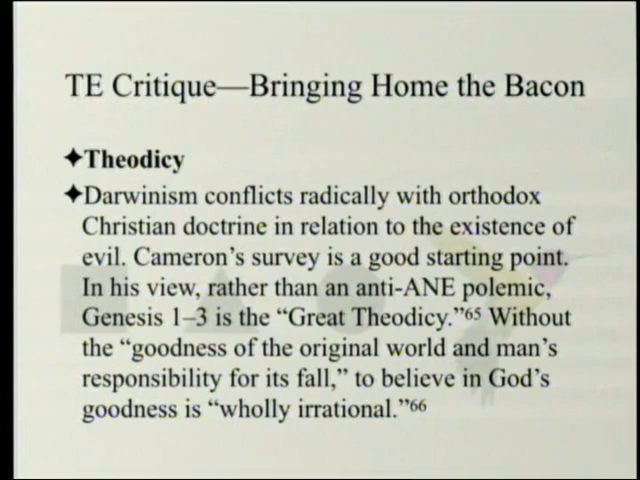 TE Critique—Bringing Home the Bacon
✦Theodicy
✦Darwinism conflicts radically with orthodox
Christian doctrine in relation to the existence of
evil. Cameron’s survey is a good starting point.
In his view, rather than an anti-ANE polemic,
Genesis 1–3 is the “Great Theodicy.”65 Without
the “goodness of the original world and man’s
responsibility for its fall,” to believe in God’s
goodness is “wholly irrational.”66